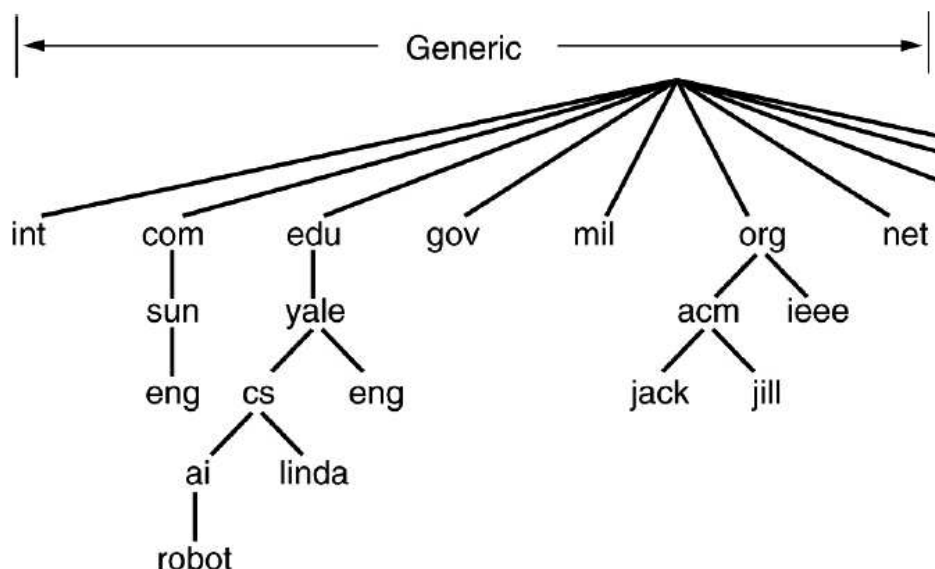 Generic
int com edu gov mil org net
sun yale acm ieee
eng cs eng jack jill
ai linda
robot